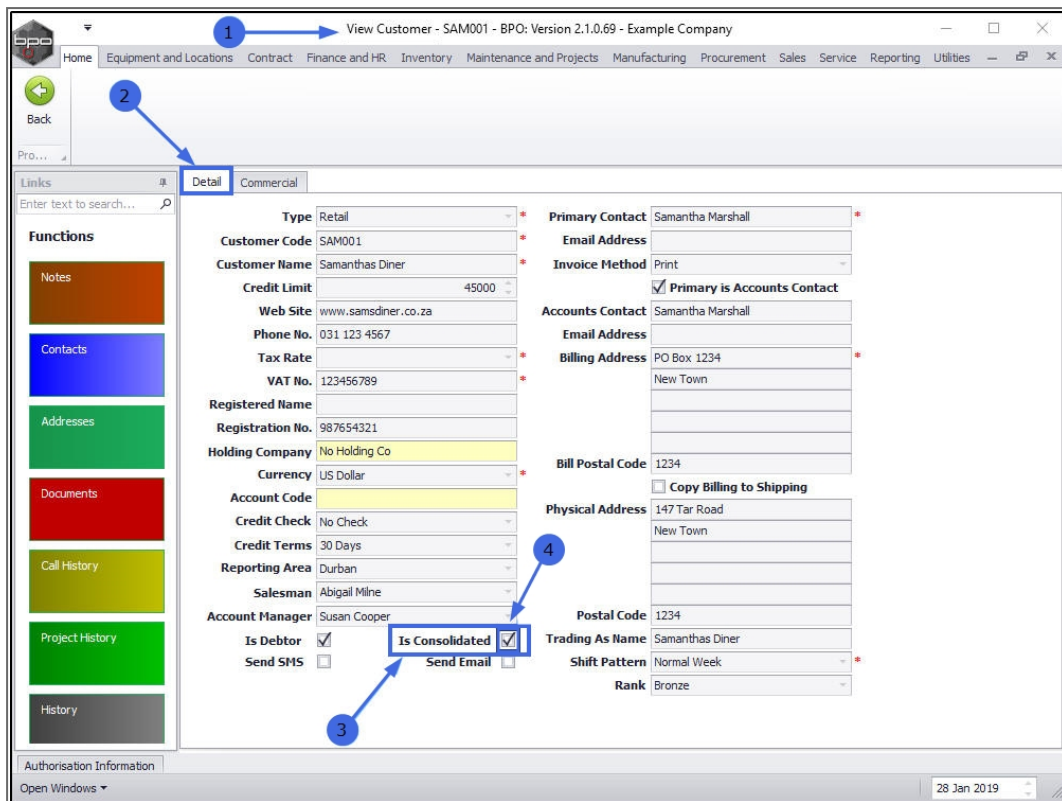 1
View Customer - SAM001 - BPO: Version 2.1.0.69 - Example Company
bpo
Home Equipment and Locations Contract Finance and HR Inventory Maintenance and Projects Manufacturing Procurement Sales Service Reporting Utilities
Back
2
Pro...
Links
Enter text to search...
Functions
Notes
Contacts
Addresses
Documents
Call History
Project History
History
Detail Commercial
Type Retail *
Customer Code SAM001 *
Customer Name Samanthas Diner *
Credit Limit 45000
Web Site www.samsdiner.co.za
Phone No. 031 123 4567
Tax Rate *
VAT No. 123456789 *
Registered Name
Registration No. 987654321
Holding Company No Holding Co
Currency US Dollar *
Account Code
Credit Check No Check
Credit Terms 30 Days
Reporting Area Durban
Salesman Abigail Milne
Account Manager Susan Cooper
Is Debtor Is Consolidated
Send SMS Send Email
4
3
Primary Contact Samantha Marshall *
Email Address
Invoice Method Print
Primary is Accounts Contact
Accounts Contact Samantha Marshall
Email Address
Billing Address PO Box 1234 *
New Town
Bill Postal Code 1234
Copy Billing to Shipping
Physical Address 147 Tar Road
New Town
Postal Code 1234
Trading As Name Samanthas Diner
Shift Pattern Normal Week *
Rank Bronze
Authorisation Information
Open Windows
28 Jan 2019